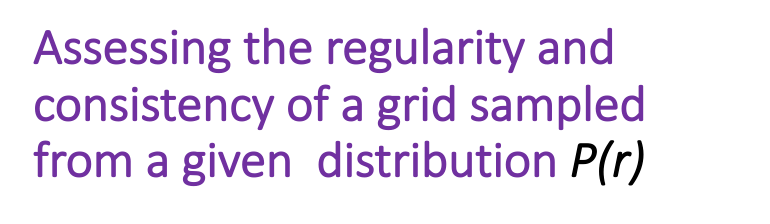 Assessing the regularity and
consistency of a grid sampled
from a given  distribution P(r)